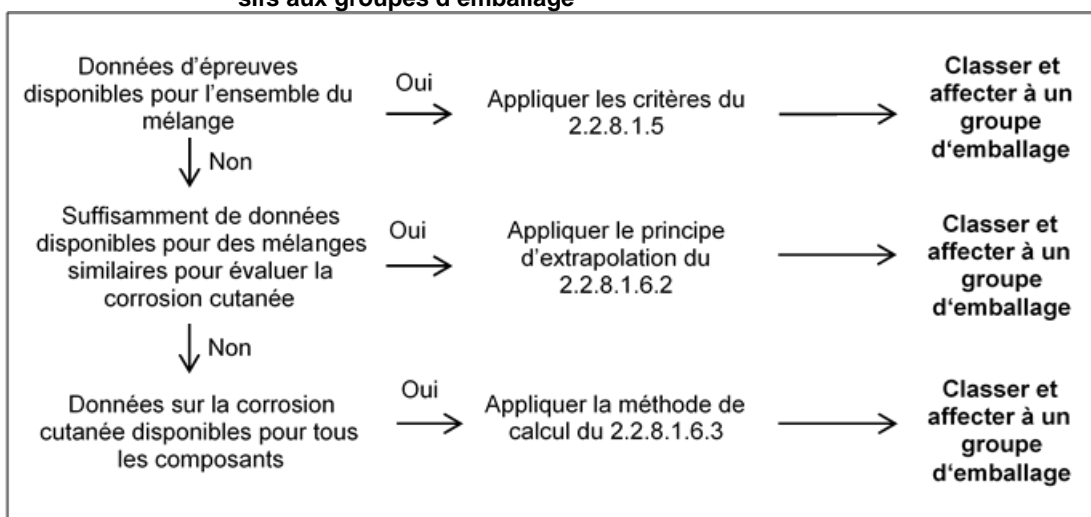 sifs aux groupes d'emballage
Données d'épreuves
disponibles pour l'ensemble du
mélange
Oui
Appliquer les critères du
2.2.8.1.5
Classer et
affecter à un
groupe
d'emballage
Non
Suffisamment de données
disponibles pour des mélanges
similaires pour évaluer la
corrosion cutanée
Oui
Appliquer le principe
d'extrapolation du
2.2.8.1.6.2
Classer et
affecter à un
groupe
d'emballage
Non
Données sur la corrosion
cutanée disponibles pour tous
les composants
Oui
Appliquer la méthode de
calcul du 2.2.8.1.6.3
Classer et
affecter à un
groupe
d'emballage